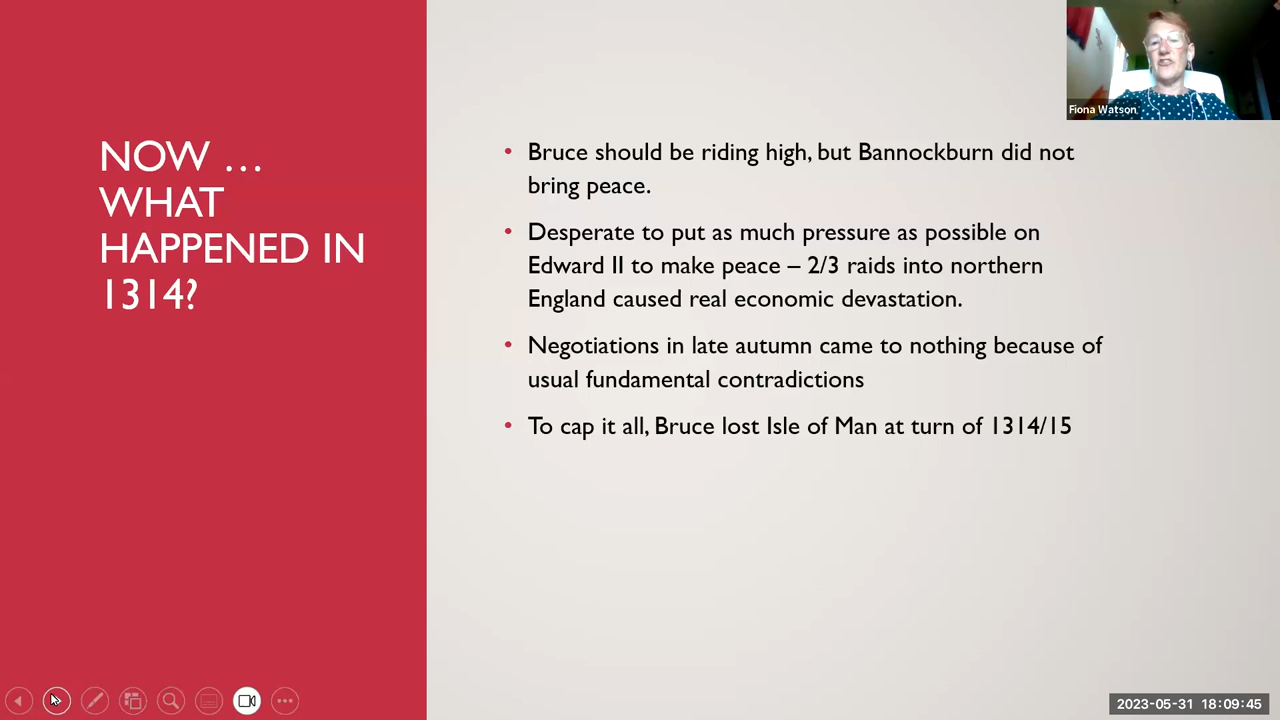 NOW …
WHAT
HAPPENED IN
1314?
Fiona Watson
• Bruce should be riding high, but Bannockburn did not
bring peace.
• Desperate to put as much pressure as possible on
Edward II to make peace – 2/3 raids into northern
England caused real economic devastation.
• Negotiations in late autumn came to nothing because of
usual fundamental contradictions
• To cap it all, Bruce lost Isle of Man at turn of 1314/15
2023-05-31 18:09:45